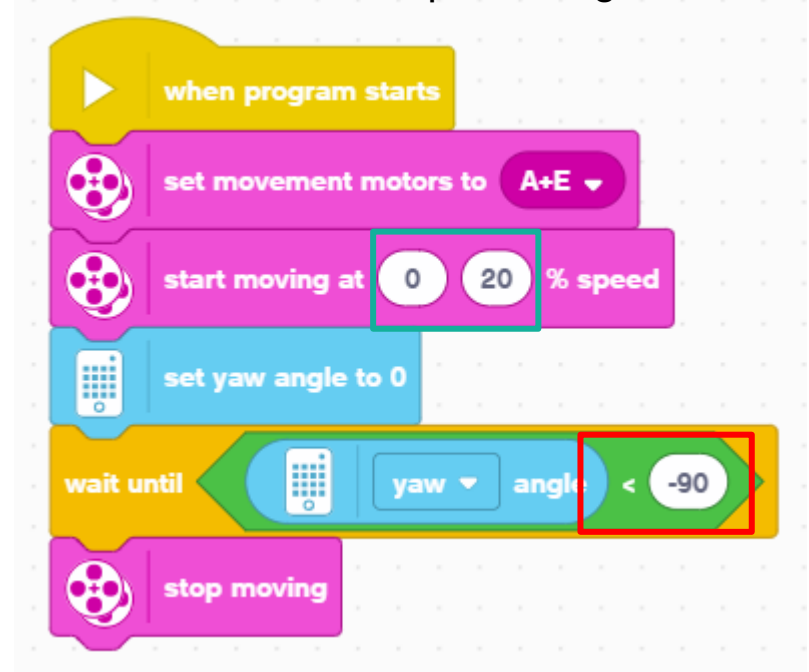 when program starts
set movement motors to A+E
start moving at 0 20 % speed
set yaw angle to 0
wait until yaw angle < -90
stop moving